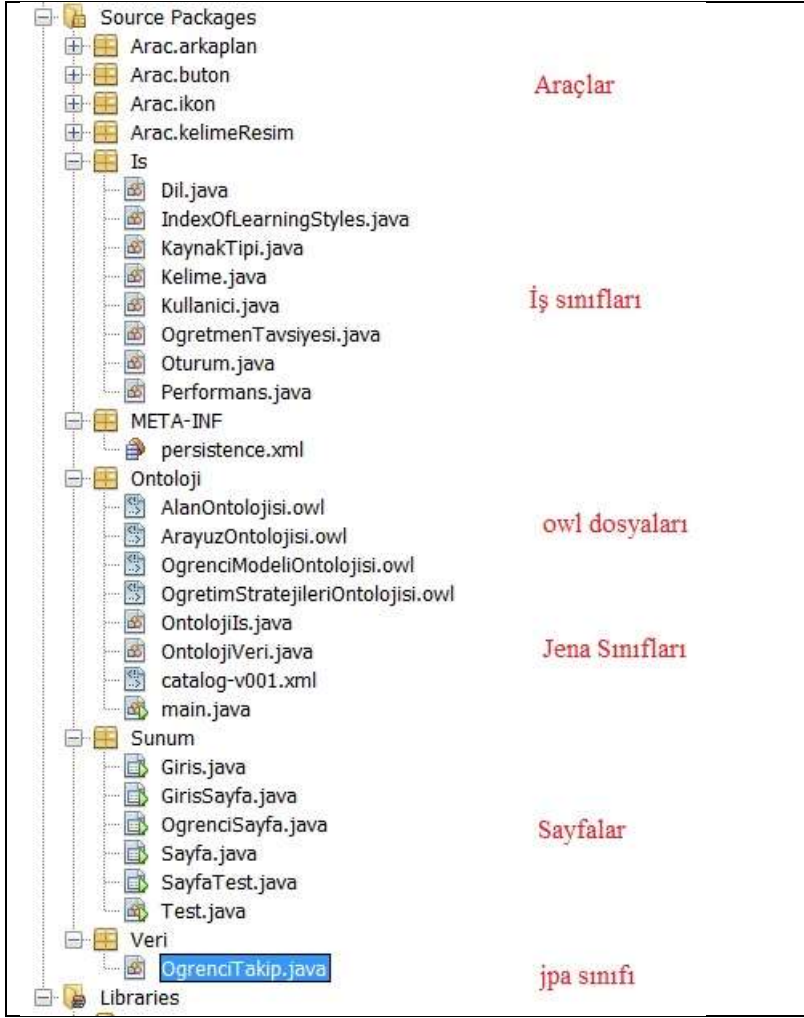 Source Packages
Arac.arkaplan
Arac.buton
Araçlar
Arac.ikon
Arac.kelimeResim
Is
Dil.java
IndexOfLearningStyles.java
KaynakTipi.java
Kelime.java
İş sınıfları
Kullanici.java
OgretmenTavsiyesi.java
Oturum.java
Performans.java
META-INF
persistence.xml
Ontoloji
AlanOntolojisi.owl
owl dosyaları
ArayuzOntolojisi.owl
OgrenciModeliOntolojisi.owl
OgretimStratejileriOntolojisi.owl
OntolojiIs.java
OntolojiVeri.java
Jena Sınıfları
catalog-v001.xml
main.java
Sunum
Giris.java
GirisSayfa.java
OgrenciSayfa.java
Sayfalar
Sayfa.java
SayfaTest.java
Test.java
Veri
OgrenciTakip.java
jpa sınıfı
Libraries